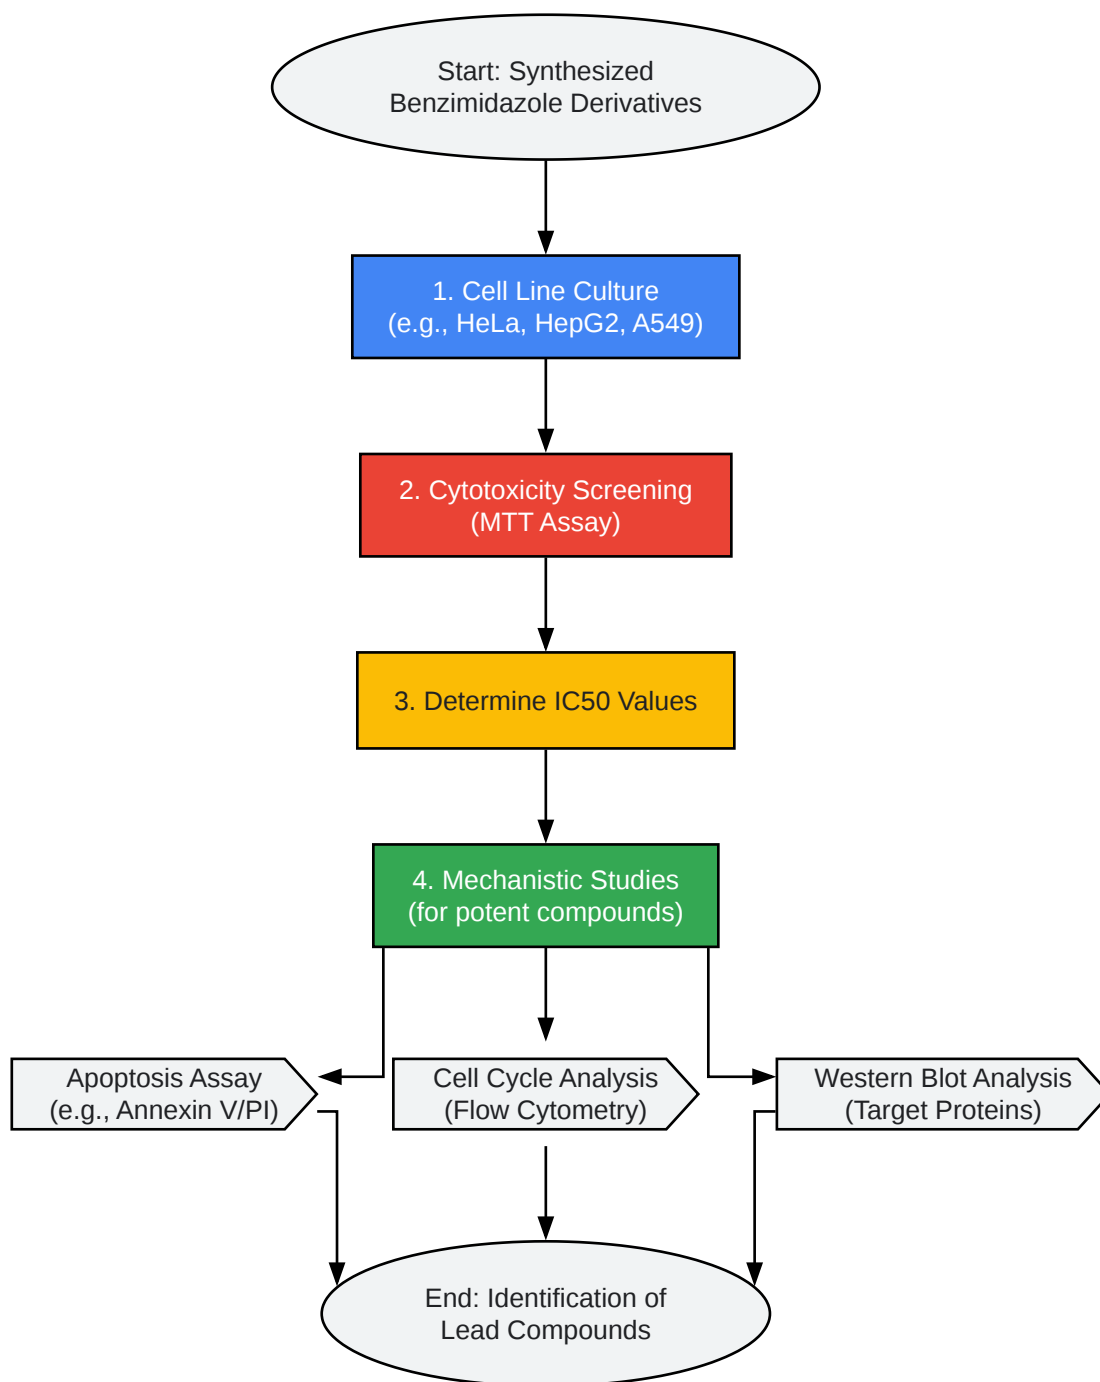 Start: Synthesized
Benzimidazole Derivatives
1. Cell Line Culture
(e.g., HeLa, HepG2, A549)
2. Cytotoxicity Screening
(MTT Assay)
3. Determine IC50 Values
4. Mechanistic Studies
(for potent compounds)
Apoptosis Assay
(e.g., Annexin V/PI)
Cell Cycle Analysis
(Flow Cytometry)
Western Blot Analysis
(Target Proteins)
End: Identification of
Lead Compounds